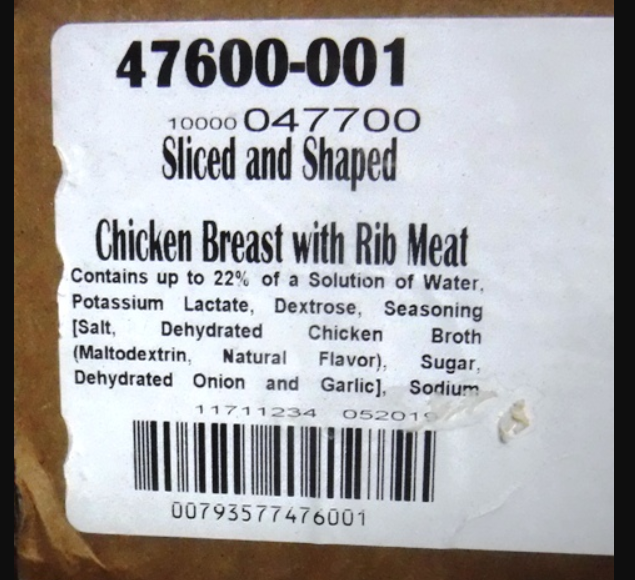 47600-001
10000 047700
Sliced and Shaped
Chicken Breast with Rib Meat
Contains up to 22% of a Solution of Water,
Potassium Lactate, Dextrose, Seasoning
[Salt, Dehydrated Chicken Broth
(Maltodextrin, Natural Flavor), Sugar,
Dehydrated Onion and Garlic], Sodium
11711234 052019
00793577476001